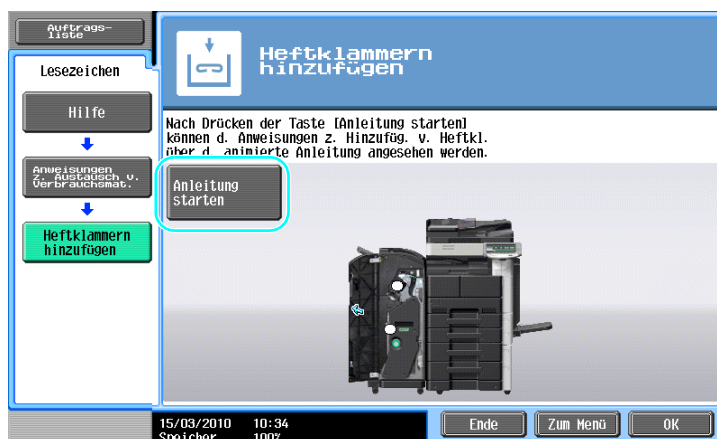 Auftrags-
liste
Lesezeichen
Hilfe
Anweisungen
z. Austausch v.
Verbrauchsmat.
Heftklammern
hinzufügen
Heftklammern
hinzufügen
Nach Drücken der Taste [Anleitung starten]
können d. Anweisungen z. Hinzufüg. v. Heftkl.
über d. animierte Anleitung angesehen werden.
Anleitung
starten
15/03/2010 10:34
Speicher 100%
Ende
Zum Menü
OK